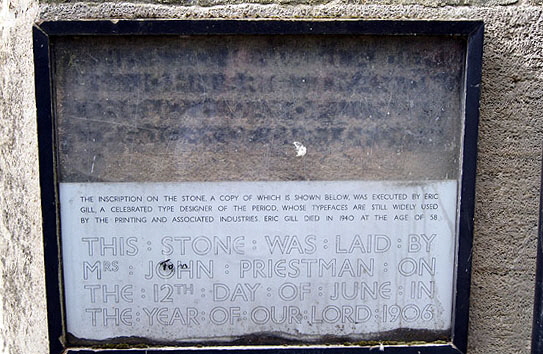 THE INSCRIPTION ON THE STONE, A COPY OF WHICH IS SHOWN BELOW, WAS EXECUTED BY ERIC
GILL, A CELEBRATED TYPE DESIGNER OF THE PERIOD, WHOSE TYPEFACES ARE STILL WIDELY USED
BY THE PRINTING AND ASSOCIATED INDUSTRIES. ERIC GILL DIED IN 1940 AT THE AGE OF 58.
THIS : STONE : WAS : LAID : BY
MRS : JOHN : PRIESTMAN : ON
THE : 12TH : DAY : OF : JUNE : IN
THE : YEAR : OF : OUR : LORD : 1906